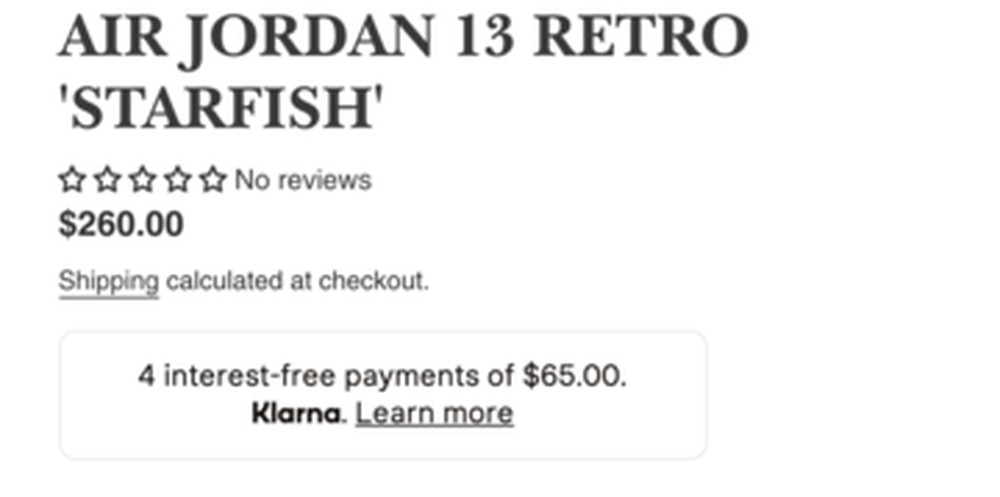 AIR JORDAN 13 RETRO
'STARFISH'
No reviews
$260.00
Shipping calculated at checkout.
4 interest-free payments of $65.00.
Klarna. Learn more